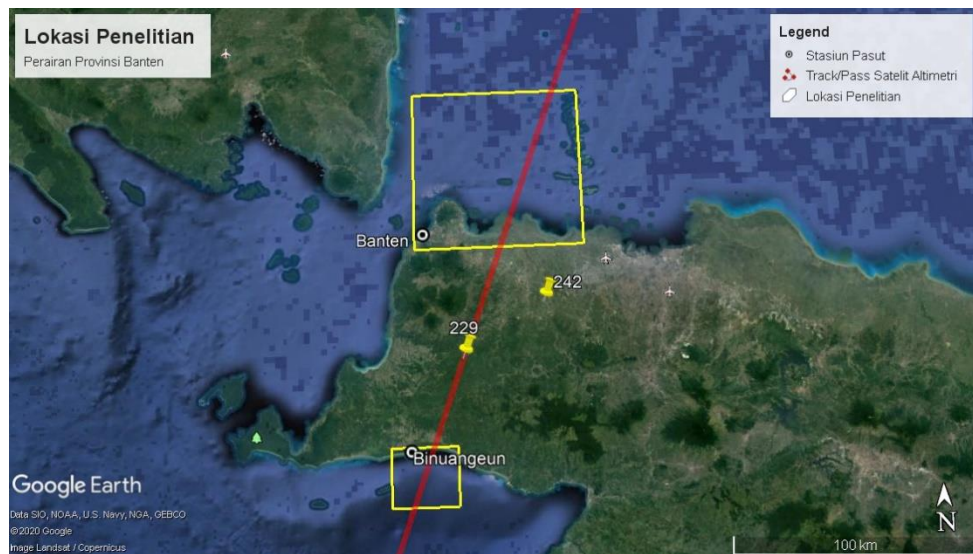 Lokasi Penelitian
Perairan Provinsi Banten
Legend
Stasiun Pasut
Track/Pass Satelit Altimetri
Lokasi Penelitian
Banten
242
229
Binuangeun
Google Earth
Data SIO, NOAA, U.S. Navy, NGA, GEBCO
©2020 Google
Image Landsat / Copernicus
N
100 km